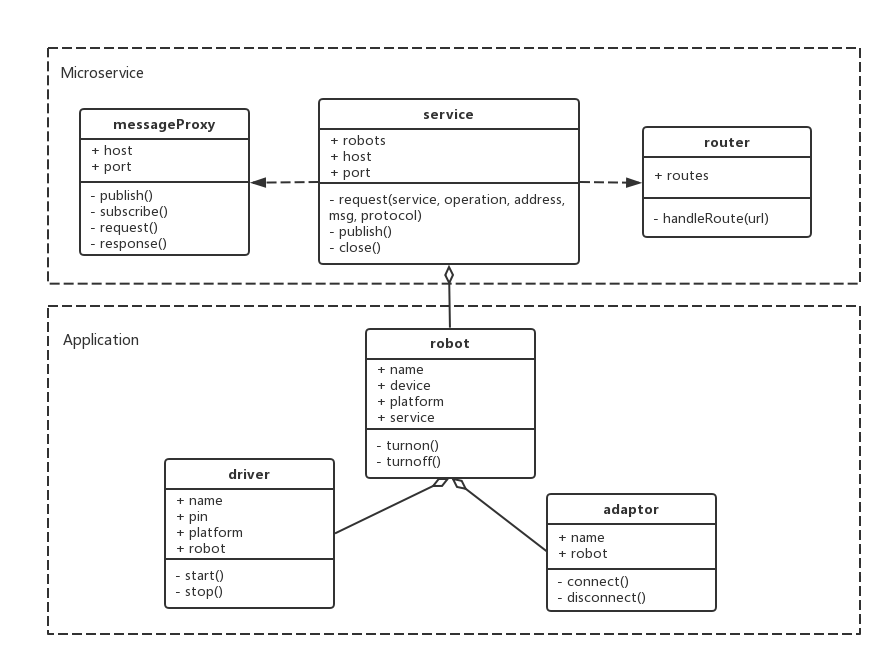 Microservice
messageProxy
+ host
+ port
- publish()
- subscribe()
- request()
- response()
service
+ robots
+ host
+ port
- request(service, operation, address,
msg, protocol)
- publish()
- close()
router
+ routes
- handleRoute(url)
Application
robot
+ name
+ device
+ platform
+ service
- turnon()
- turnoff()
driver
+ name
+ pin
+ platform
+ robot
- start()
- stop()
adaptor
+ name
+ robot
- connect()
- disconnect()